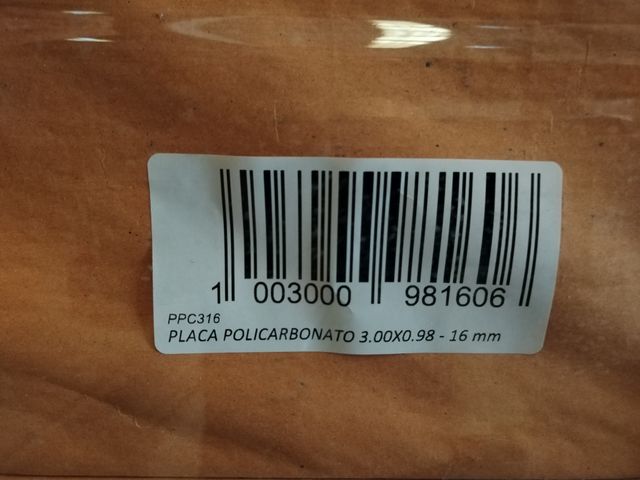 1 003000 981606
PPC316
PLACA POLICARBONATO 3.00X0.98 - 16 mm